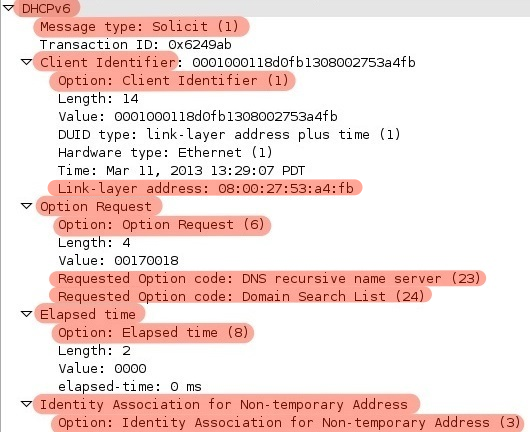 DHCPv6
Message type: Solicit (1)
Transaction ID: 0x6249ab
Client Identifier: 0001000118d0fb1308002753a4fb
Option: Client Identifier (1)
Length: 14
Value: 0001000118d0fb1308002753a4fb
DUID type: link-layer address plus time (1)
Hardware type: Ethernet (1)
Time: Mar 11, 2013 13:29:07 PDT
Link-layer address: 08:00:27:53:a4:fb
Option Request
Option: Option Request (6)
Length: 4
Value: 00170018
Requested Option code: DNS recursive name server (23)
Requested Option code: Domain Search List (24)
Elapsed time
Option: Elapsed time (8)
Length: 2
Value: 0000
elapsed-time: 0 ms
Identity Association for Non-temporary Address
Option: Identity Association for Non-temporary Address (3)